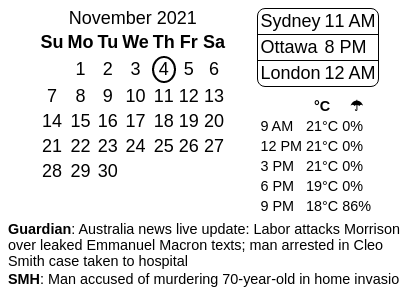 November 2021
Su Mo Tu We Th Fr Sa
1 2 3 4 5 6
7 8 9 10 11 12 13
14 15 16 17 18 19 20
21 22 23 24 25 26 27
28 29 30
Sydney 11 AM
Ottawa 8 PM
London 12 AM
°C ☂
9 AM 21°C 0%
12 PM 21°C 0%
3 PM 21°C 0%
6 PM 19°C 0%
9 PM 18°C 86%
Guardian: Australia news live update: Labor attacks Morrison
over leaked Emmanuel Macron texts; man arrested in Cleo
Smith case taken to hospital
SMH: Man accused of murdering 70-year-old in home invasio